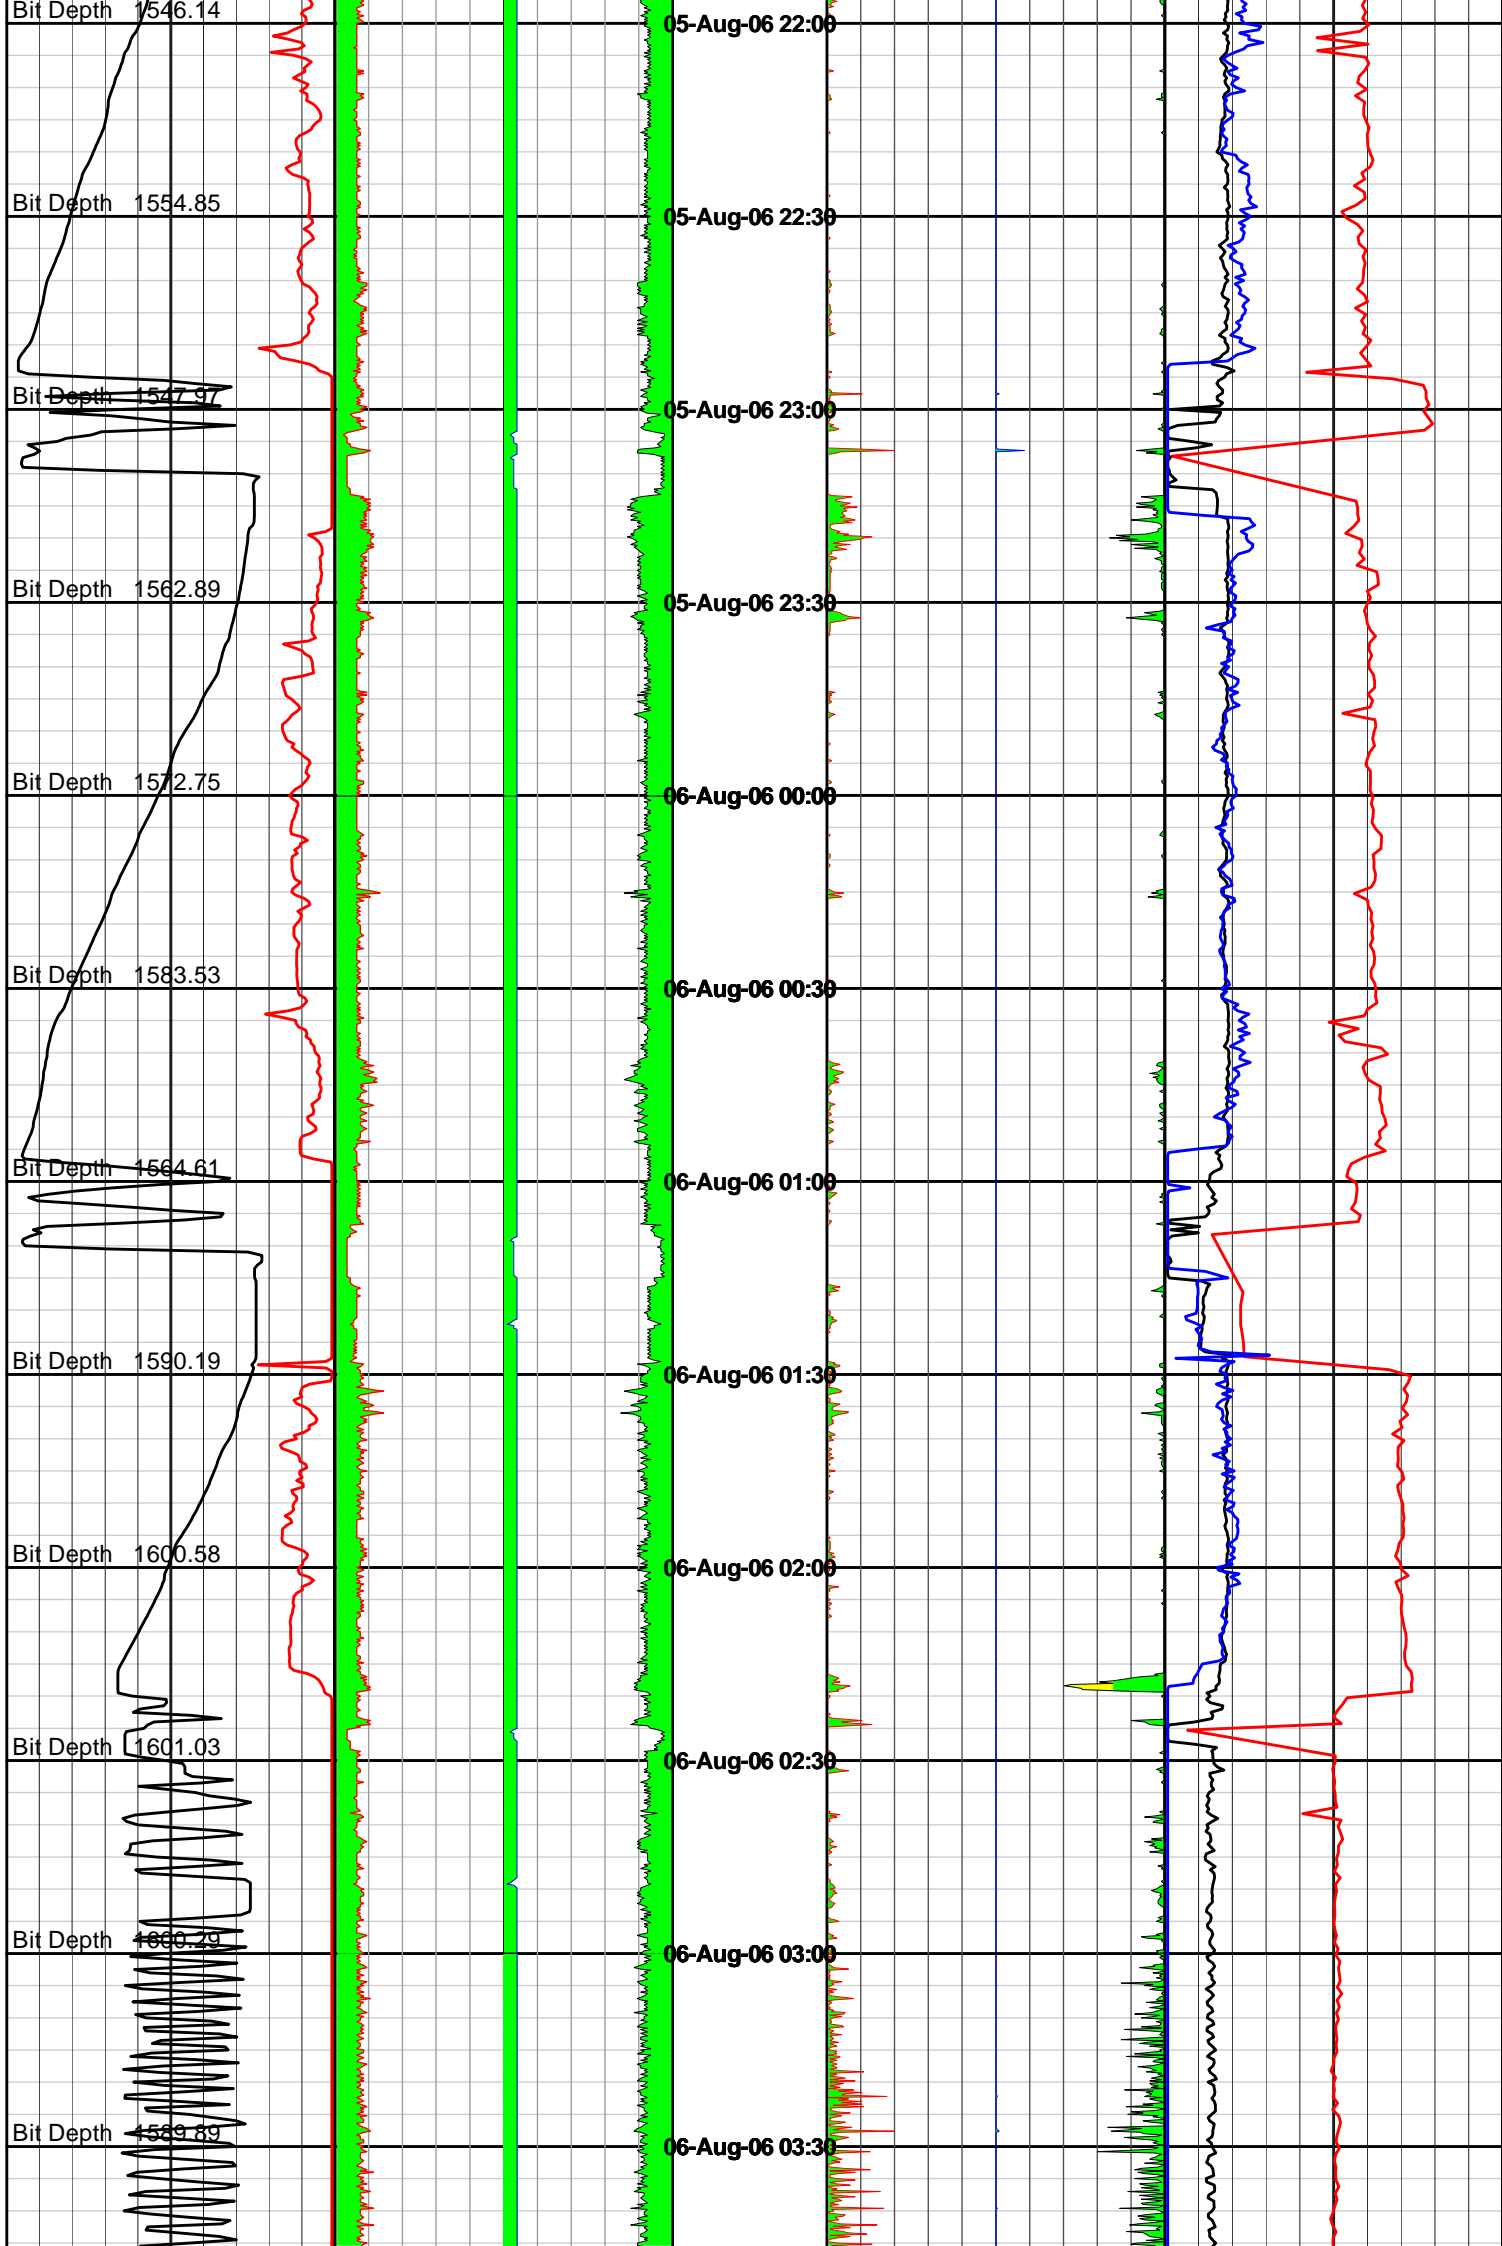 Bit Depth 1546.14
05-Aug-06 22:00
Bit Depth 1554.85
05-Aug-06 22:30
Bit Depth 1547.97
05-Aug-06 23:00
Bit Depth 1562.89
05-Aug-06 23:30
Bit Depth 1572.75
06-Aug-06 00:00
Bit Depth 1583.53
06-Aug-06 00:30
Bit Depth 1564.61
06-Aug-06 01:00
Bit Depth 1590.19
06-Aug-06 01:30
Bit Depth 1600.58
06-Aug-06 02:00
Bit Depth 1601.03
06-Aug-06 02:30
Bit Depth 1600.29
06-Aug-06 03:00
Bit Depth 1589.89
06-Aug-06 03:30